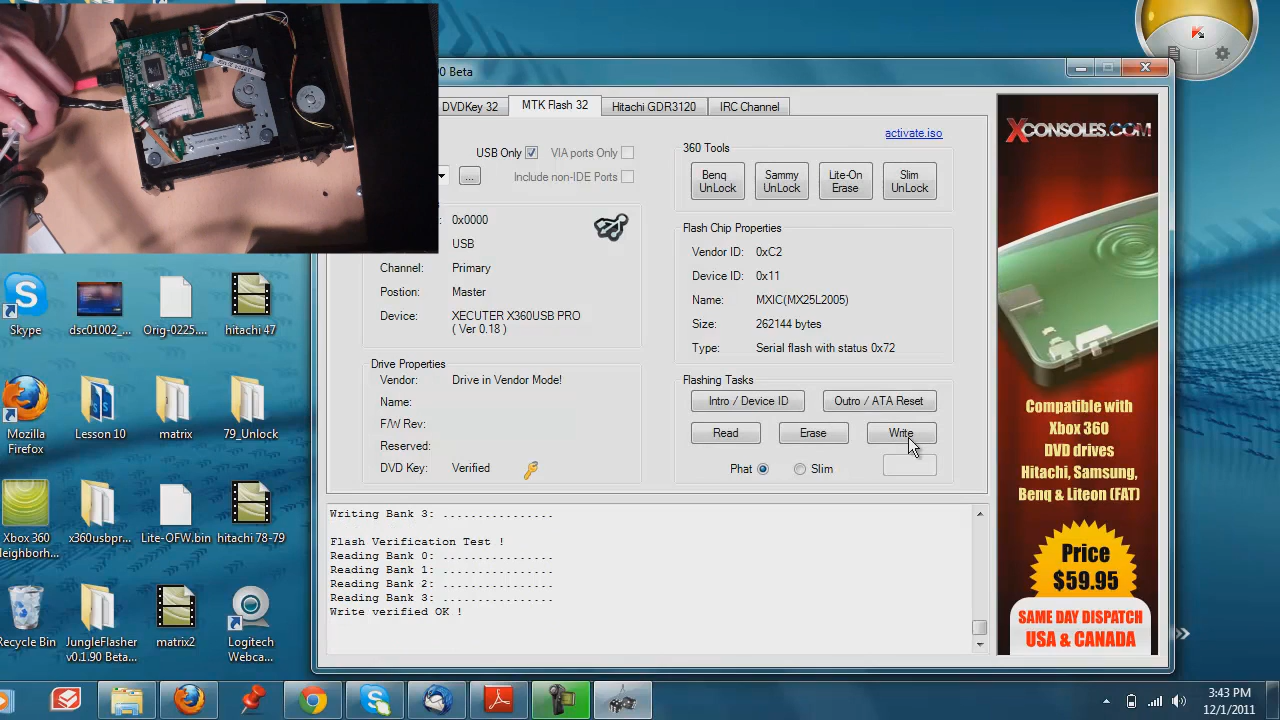 00 Beta
DVDKey 32
MTK Flash 32
Hitachi GDR3120
IRC Channel
activate.iso
USB Only
VIA ports Only
...
Include non-IDE Ports
: 0x0000
USB
Channel: Primary
Postion: Master
Device: XECUTER X360USB PRO
( Ver 0.18 )
Drive Properties
Vendor: Drive in Vendor Mode!
Name:
F/W Rev:
Reserved:
DVD Key: Verified
360 Tools
Benq
UnLock
Sammy
UnLock
Lite-On
Erase
Slim
UnLock
Flash Chip Properties
Vendor ID: 0xC2
Device ID: 0x11
Name: MXIC(MX25L2005)
Size: 262144 bytes
Type: Serial flash with status 0x72
Flashing Tasks
Intro / Device ID
Outro / ATA Reset
Read
Erase
Write
Phat
Slim
Writing Bank 3: ................
Flash Verification Test !
Reading Bank 0: ................
Reading Bank 1: ................
Reading Bank 2: ................
Reading Bank 3: ................
Write verified OK !
XCONSOLES.COM
Compatible with
Xbox 360
DVD drives
Hitachi, Samsung,
Benq & Liteon (FAT)
Price
$59.95
SAME DAY DISPATCH
USA & CANADA
Skype
dsc01002_...
Orig-0225....
hitachi 47
Mozilla
Firefox
Lesson 10
matrix
79_Unlock
Xbox 360
Neighborh...
x360usbpr...
Lite-OFW.bin
hitachi 78-79
Recycle Bin
JungleFlasher
v0.1.90 Beta...
matrix2
Logitech
Webca...
3:43 PM
12/1/2011